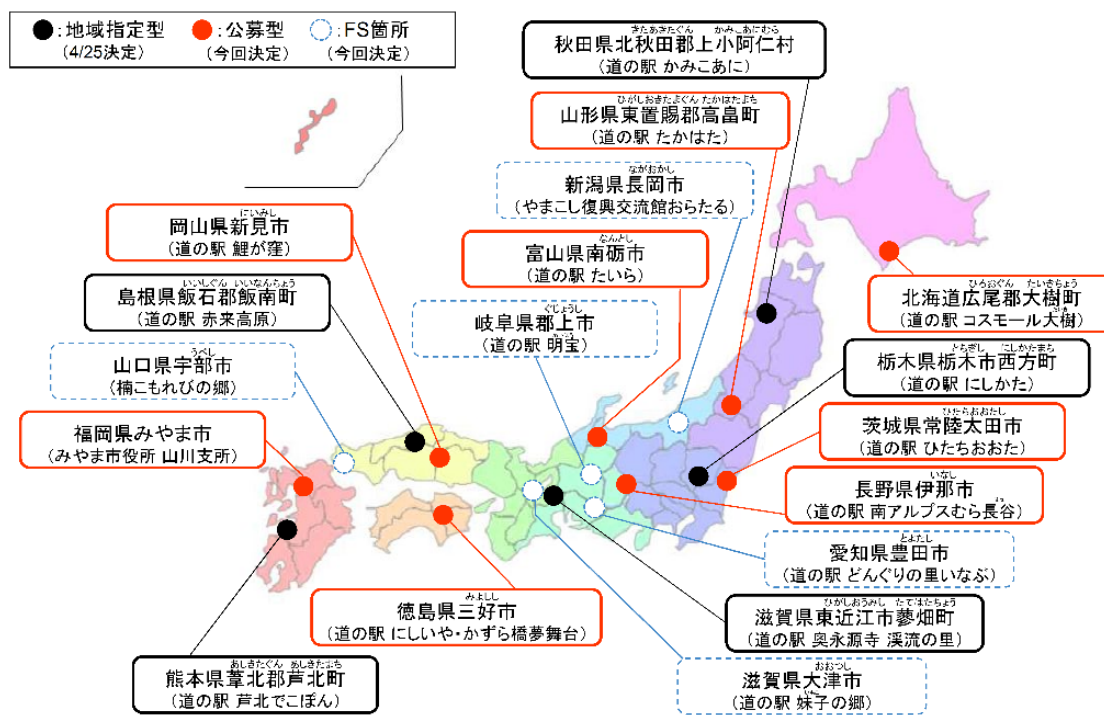 ●:地域指定型
(4/25決定)
●:公募型
(今回決定)
○:FS箇所
(今回決定)
きたあきたぐん かみこあにむら
秋田県北秋田郡上小阿仁村
(道の駅 かみこあに)
ひがしおきたまぐん たかはたまち
山形県東置賜郡高畠町
(道の駅 たかはた)
ながおかし
新潟県長岡市
(やまこし復興交流館おらたる)
にいみし
岡山県新見市
(道の駅 鯉が窪)
なんとし
富山県南砺市
(道の駅 たいら)
いいしぐん いいなんちょう
島根県飯石郡飯南町
(道の駅 赤来高原)
ぐじょうし
岐阜県郡上市
(道の駅 明宝)
ひろおぐん たいきちょう
北海道広尾郡大樹町
(道の駅 コスモール大樹)
うべし
山口県宇部市
(楠こもれびの郷)
とちぎし にしかたまち
栃木県栃木市西方町
(道の駅 にしかた)
福岡県みやま市
(みやま市役所 山川支所)
ひたちおおたし
茨城県常陸太田市
(道の駅 ひたちおおた)
いなし
長野県伊那市
(道の駅 南アルプスむら長谷)
とよたし
愛知県豊田市
(道の駅 どんぐりの里いなぶ)
みよしし
徳島県三好市
(道の駅 にしいや・かずら橋夢舞台)
ひがしおうみし たてはたちょう
滋賀県東近江市蓼畑町
(道の駅 奥永源寺 渓流の里)
あしきたぐん あしきたまち
熊本県葦北郡芦北町
(道の駅 芦北でこぽん)
おおつし
滋賀県大津市
(道の駅 妹子の郷)